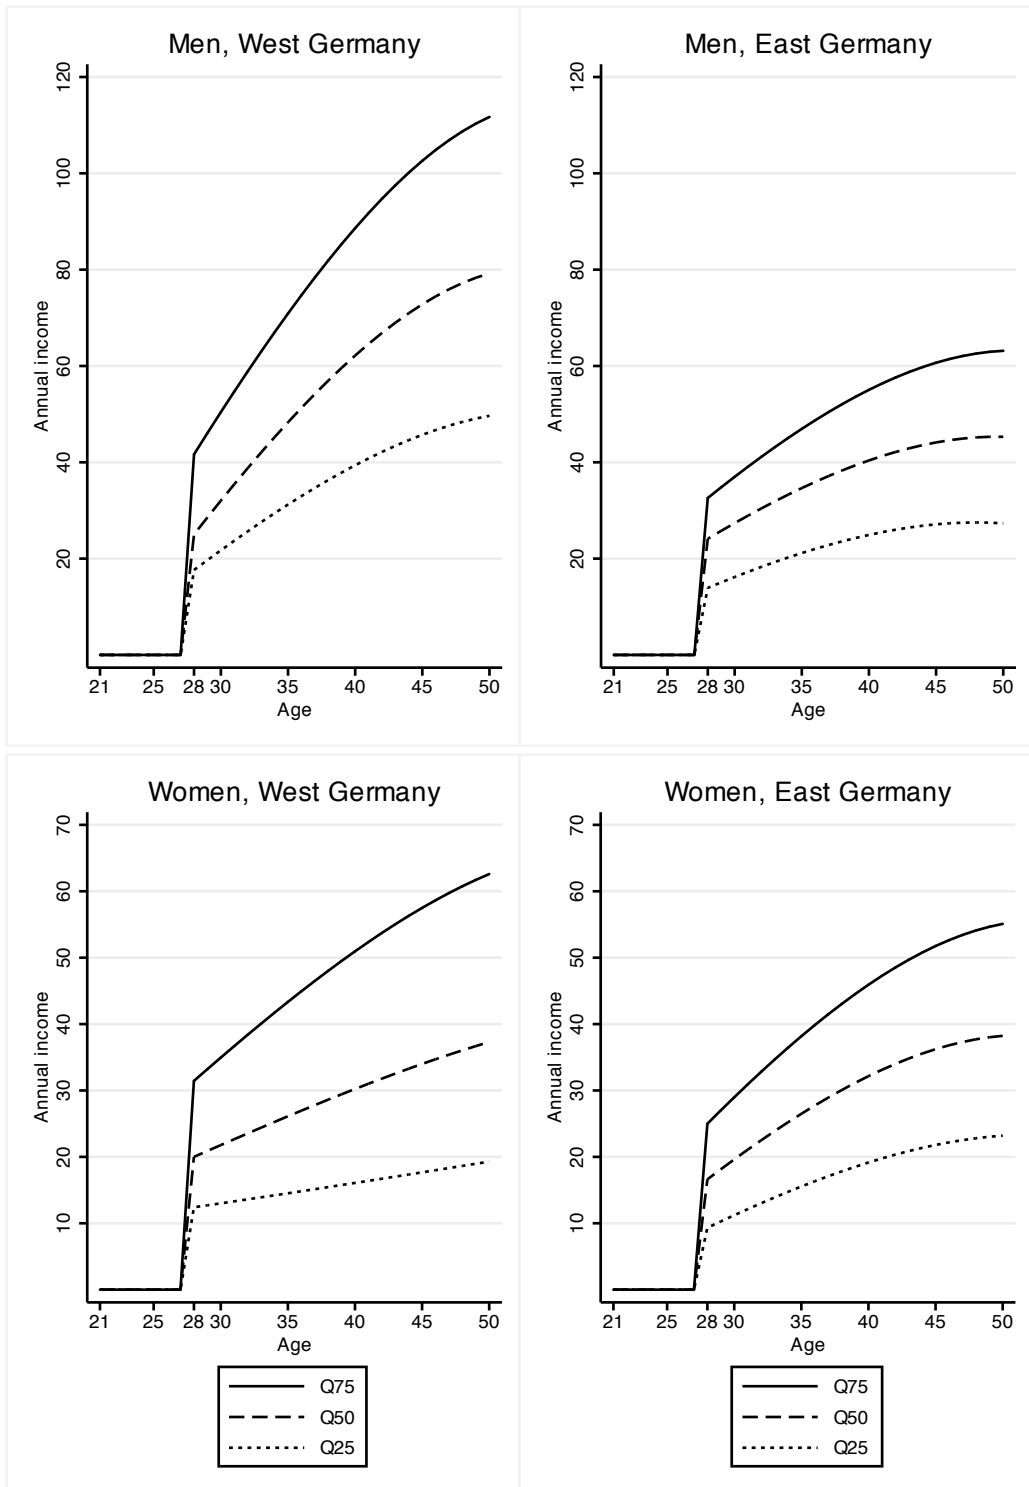 Men, West Germany
120
100
80
60
40
20
Annual income
21 25 28 30 35 40 45 50
Age
Men, East Germany
120
100
80
60
40
20
Annual income
21 25 28 30 35 40 45 50
Age
Women, West Germany
70
60
50
40
30
20
10
Annual income
21 25 28 30 35 40 45 50
Age
Q75
Q50
Q25
Women, East Germany
70
60
50
40
30
20
10
Annual income
21 25 28 30 35 40 45 50
Age
Q75
Q50
Q25